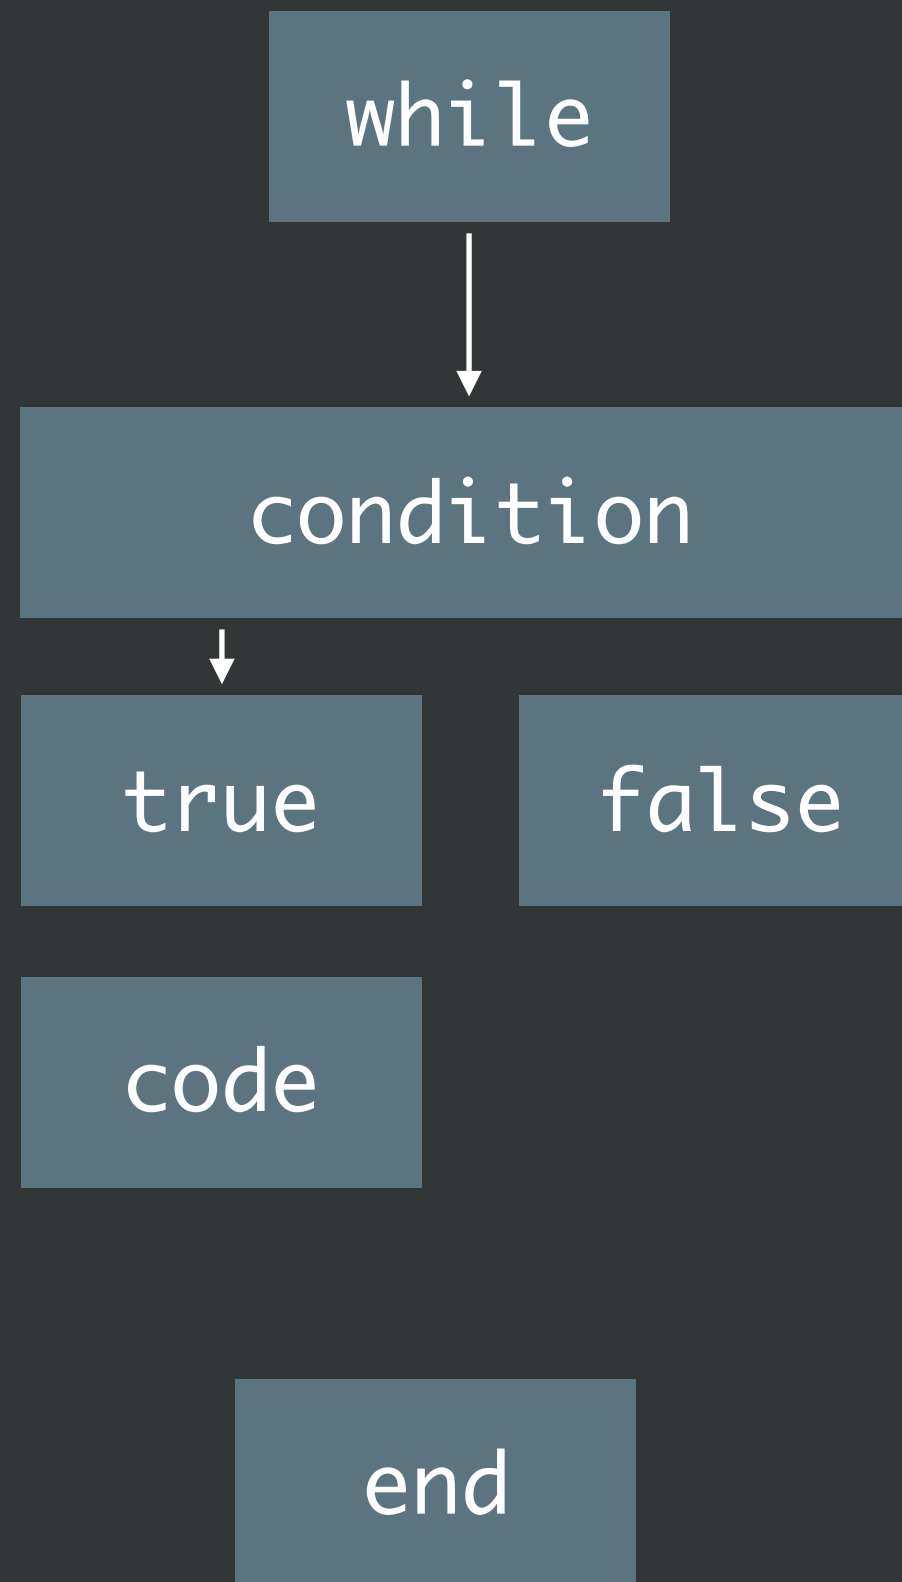 while
condition
true
false
code
end